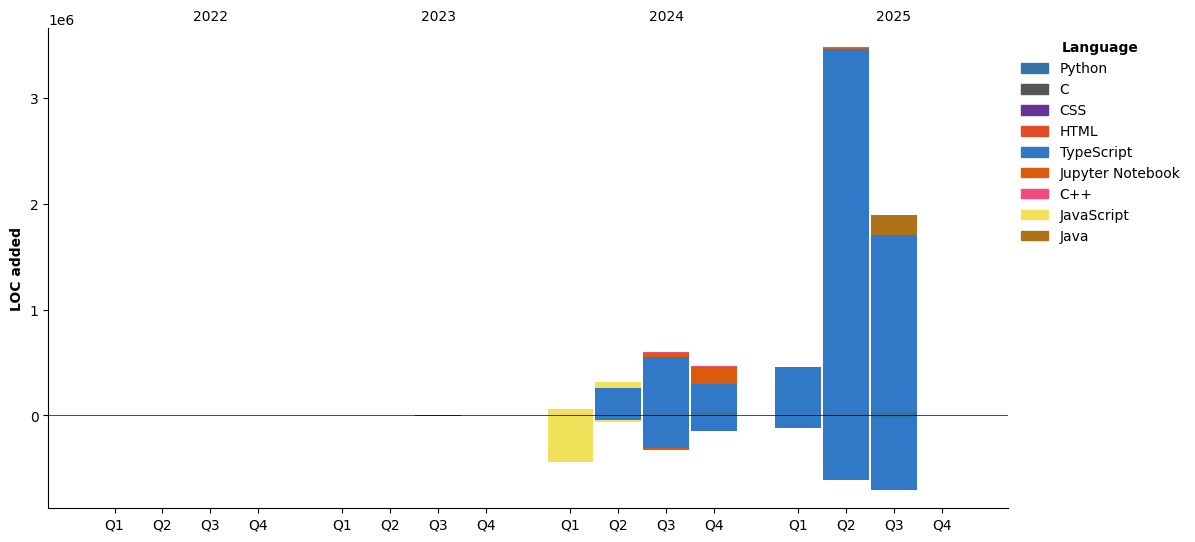 2022 2023 2024 2025
1e6
Language
Python
C
CSS
HTML
TypeScript
Jupyter Notebook
C++
JavaScript
Java
LOC added
3
2
1
0
0
Q1 Q2 Q3 Q4 Q1 Q2 Q3 Q4 Q1 Q2 Q3 Q4 Q1 Q2 Q3 Q4